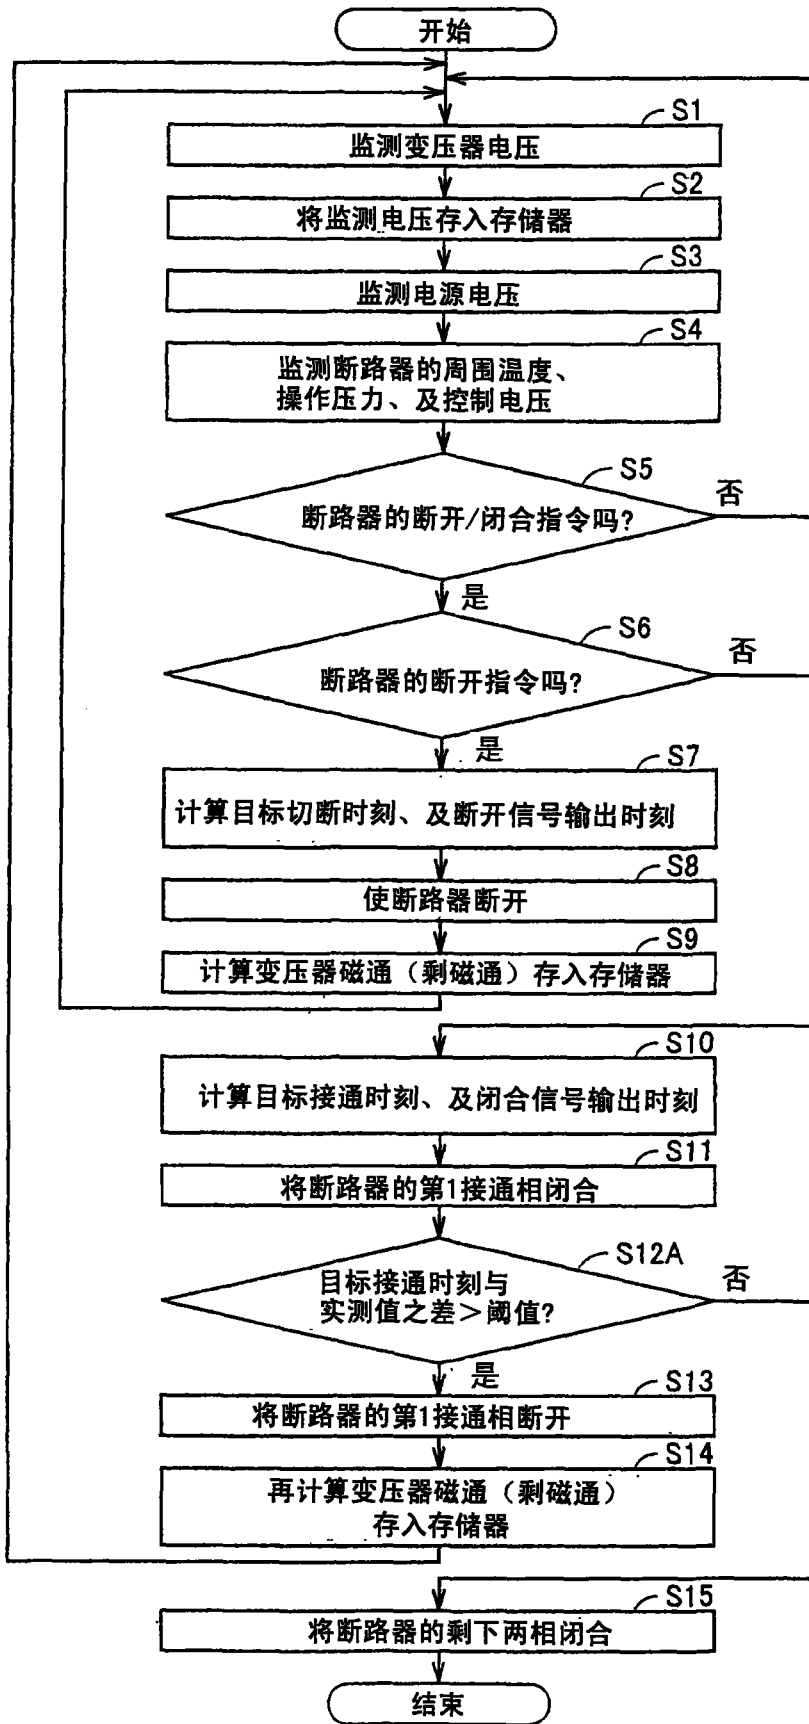 开始
S1
监测变压器电压
S2
将监测电压存入存储器
S3
监测电源电压
S4
监测断路器的周围温度、
操作压力、及控制电压
S5
断路器的断开/闭合指令吗?
否
是
S6
断路器的断开指令吗?
否
是
S7
计算目标切断时刻、及断开信号输出时刻
S8
使断路器断开
S9
计算变压器磁通（剩磁通）存入存储器
S10
计算目标接通时刻、及闭合信号输出时刻
S11
将断路器的第1接通相闭合
S12A
目标接通时刻与
实测值之差＞阈值?
否
是
S13
将断路器的第1接通相断开
S14
再计算变压器磁通（剩磁通）
存入存储器
S15
将断路器的剩下两相闭合
结束